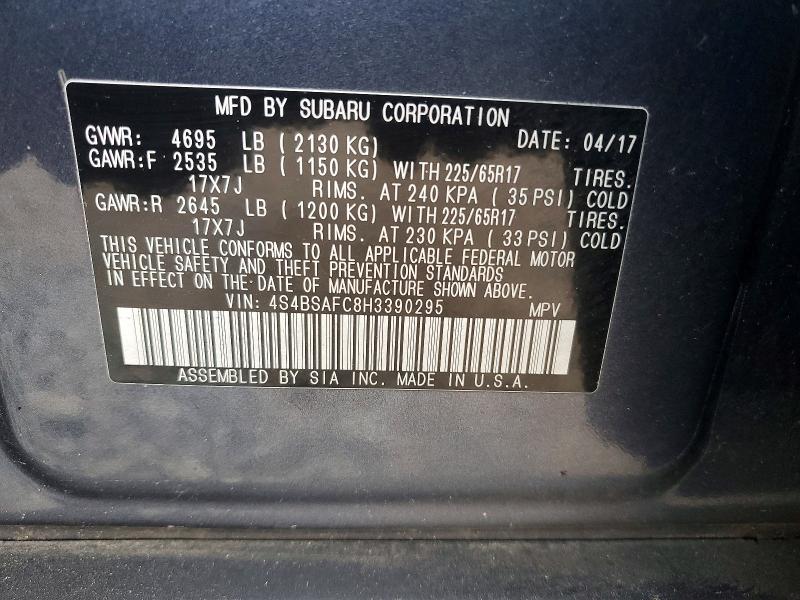 MFD BY SUBARU CORPORATION
GVWR: 4695 LB ( 2130 KG) DATE: 04/17
GAWR:F 2535 LB ( 1150 KG) WITH 225/65R17 TIRES.
17X7J RIMS. AT 240 KPA ( 35 PSI) COLD
GAWR:R 2645 LB ( 1200 KG) WITH 225/65R17 TIRES.
17X7J RIMS. AT 230 KPA ( 33 PSI) COLD
THIS VEHICLE CONFORMS TO ALL APPLICABLE FEDERAL MOTOR
VEHICLE SAFETY AND THEFT PREVENTION STANDARDS
IN EFFECT ON THE DATE OF MANUFACTURE SHOWN ABOVE.
VIN: 4S4BSAFC8H3390295 MPV
ASSEMBLED BY SIA INC. MADE IN U.S.A.